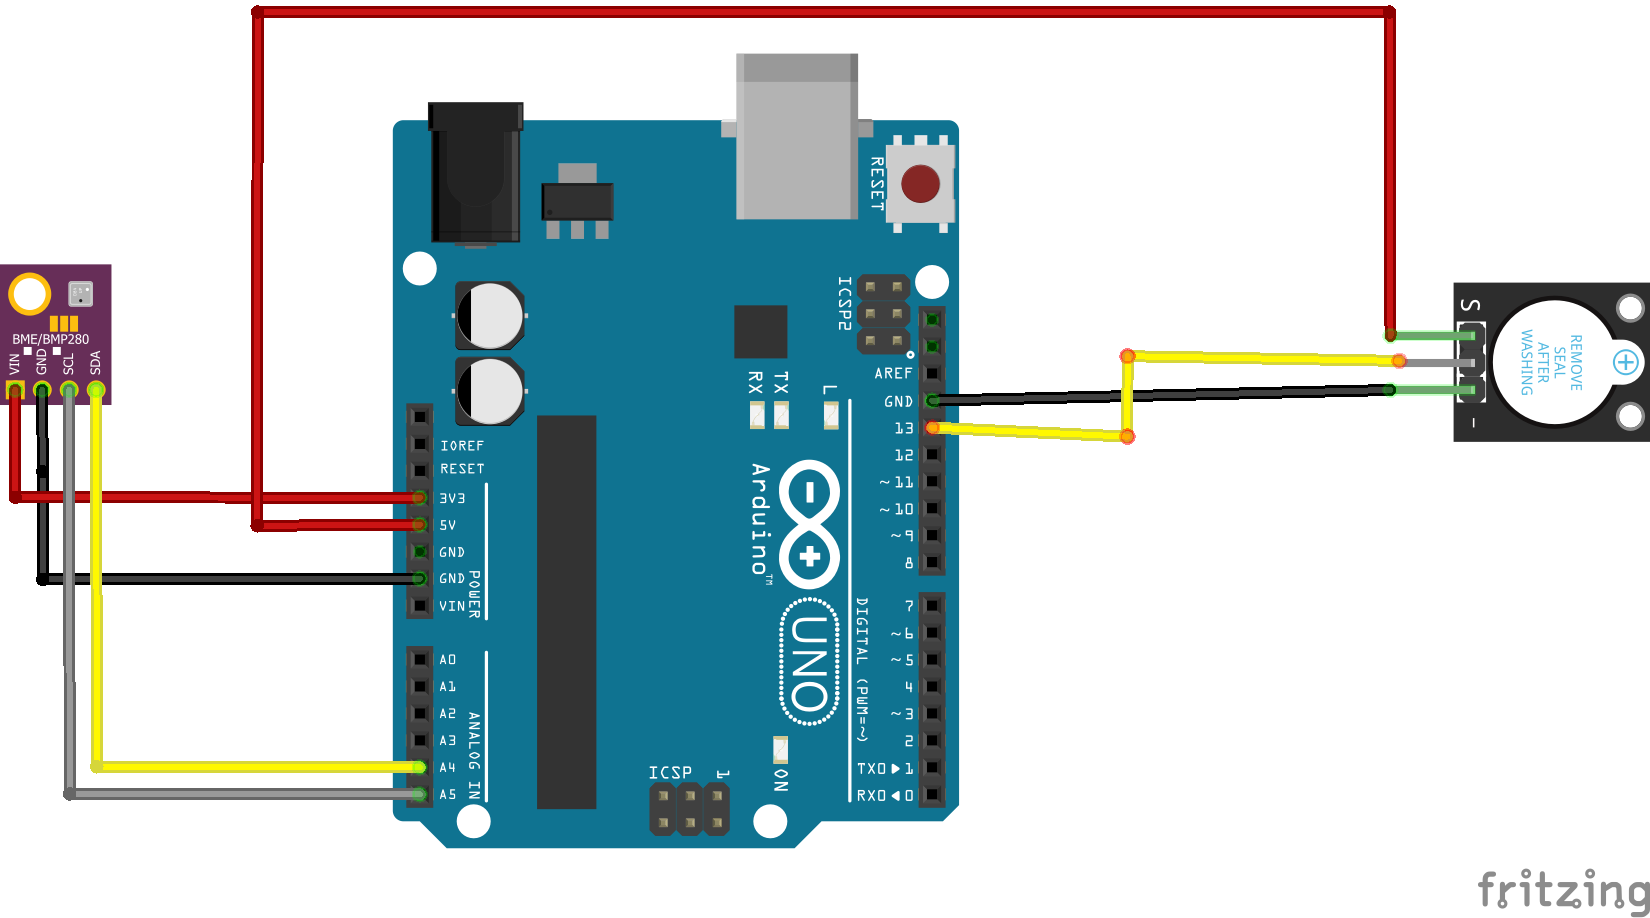 BME/BMP280
VIN
GND
SCL
SDA
RESET
ICSP2
IOREF
RESET
3V3
5V
GND
GND
VIN
POWER
A0
A1
A2
A3
A4
A5
ANALOG IN
RX
TX
L
AREF
GND
13
12
~11
~10
~9
8
7
~6
~5
4
~3
2
TX0▶1
RX0◀0
DIGITAL (PWM=~)
Arduino™
UNO
ICSP
1
ON
S
REMOVE
SEAL
AFTER
WASHING
-
fritzing